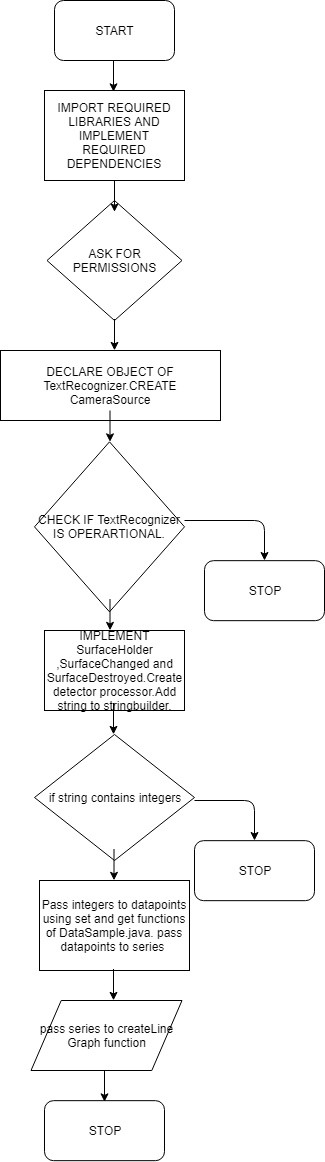 START
IMPORT REQUIRED
LIBRARIES AND
IMPLEMENT
REQUIRED
DEPENDENCIES
ASK FOR
PERMISSIONS
DECLARE OBJECT OF
TextRecognizer.CREATE
CameraSource
CHECK IF TextRecognizer
IS OPERARTIONAL.
STOP
IMPLEMENT
SurfaceHolder
,SurfaceChanged and
SurfaceDestroyed.Create
detector processor.Add
string to stringbuilder.
if string contains integers
STOP
Pass integers to datapoints
using set and get functions
of DataSample.java. pass
datapoints to series
pass series to createLine
Graph function
STOP